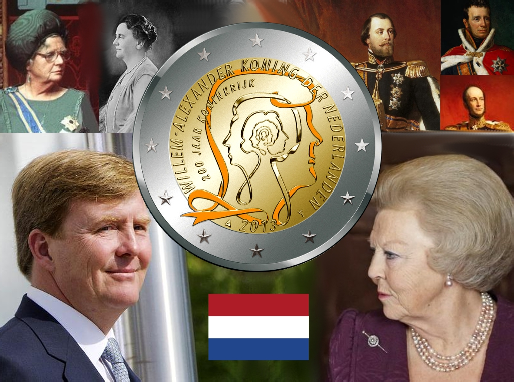 WILLEM-ALEXANDER KONING DER NEDERLANDEN
200 JAAR KONINKRIJK
2013